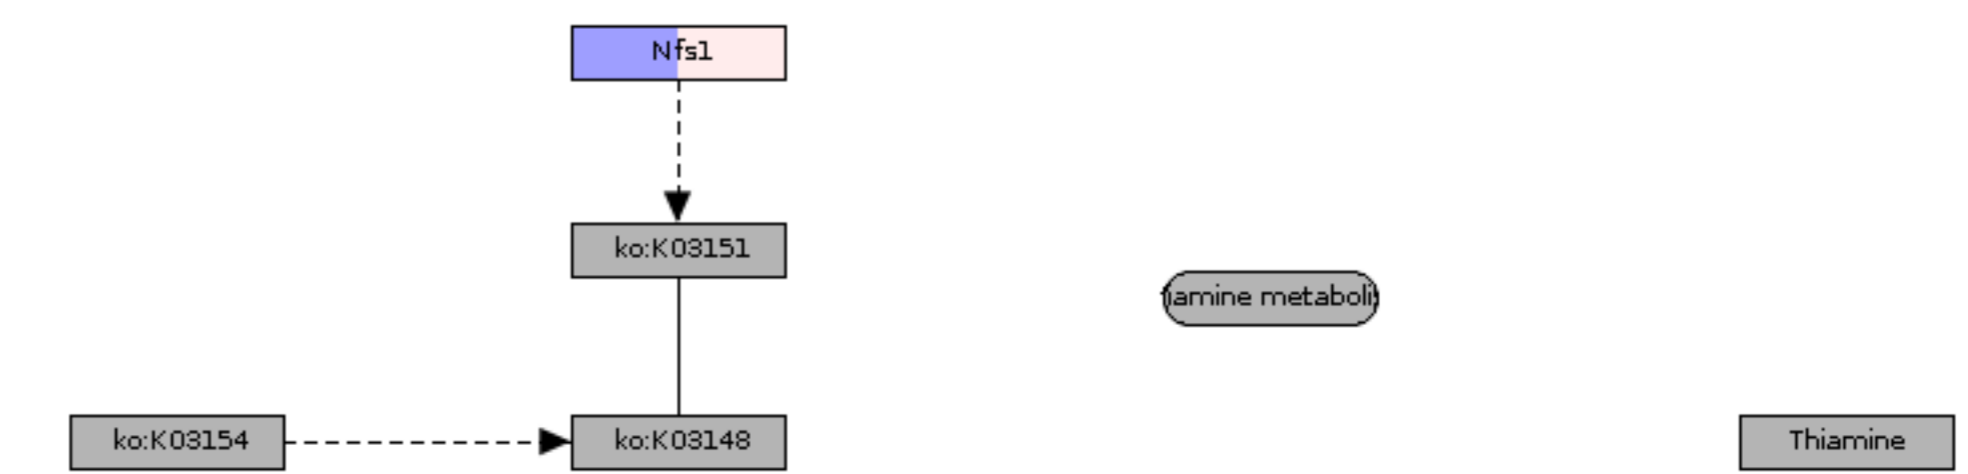 Nfs1
ko:K03151
iamine metaboli
ko:K03154
ko:K03148
Thiamine